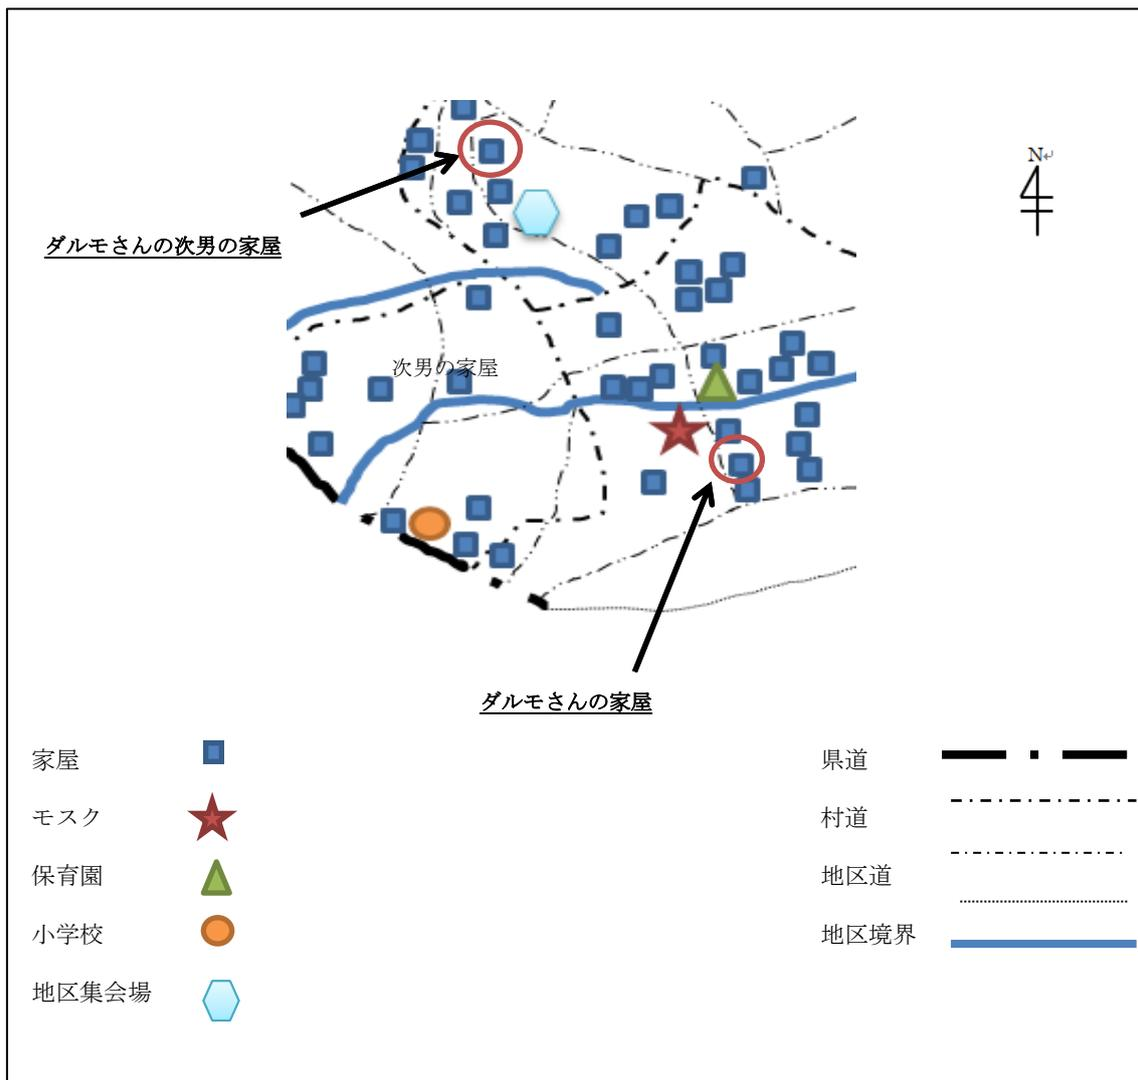 N↵
ダルモさんの次男の家屋
次男の家屋
ダルモさんの家屋
家屋
モスク
保育園
小学校
地区集会場
県道
村道
地区道
地区境界